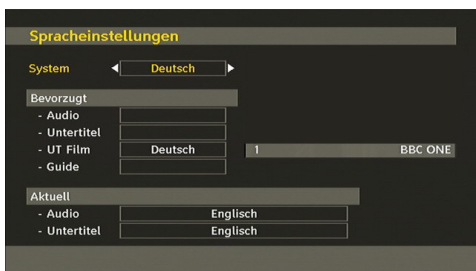 Spracheinstellungen
System Deutsch
Bevorzugt
- Audio
- Untertitel
- UT Film Deutsch 1 BBC ONE
- Guide
Aktuell
- Audio Englisch
- Untertitel Englisch